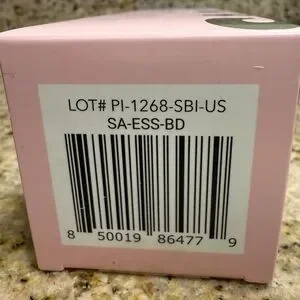 LOT# PI-1268-SBI-US
SA-ESS-BD
8 50019 86477 9